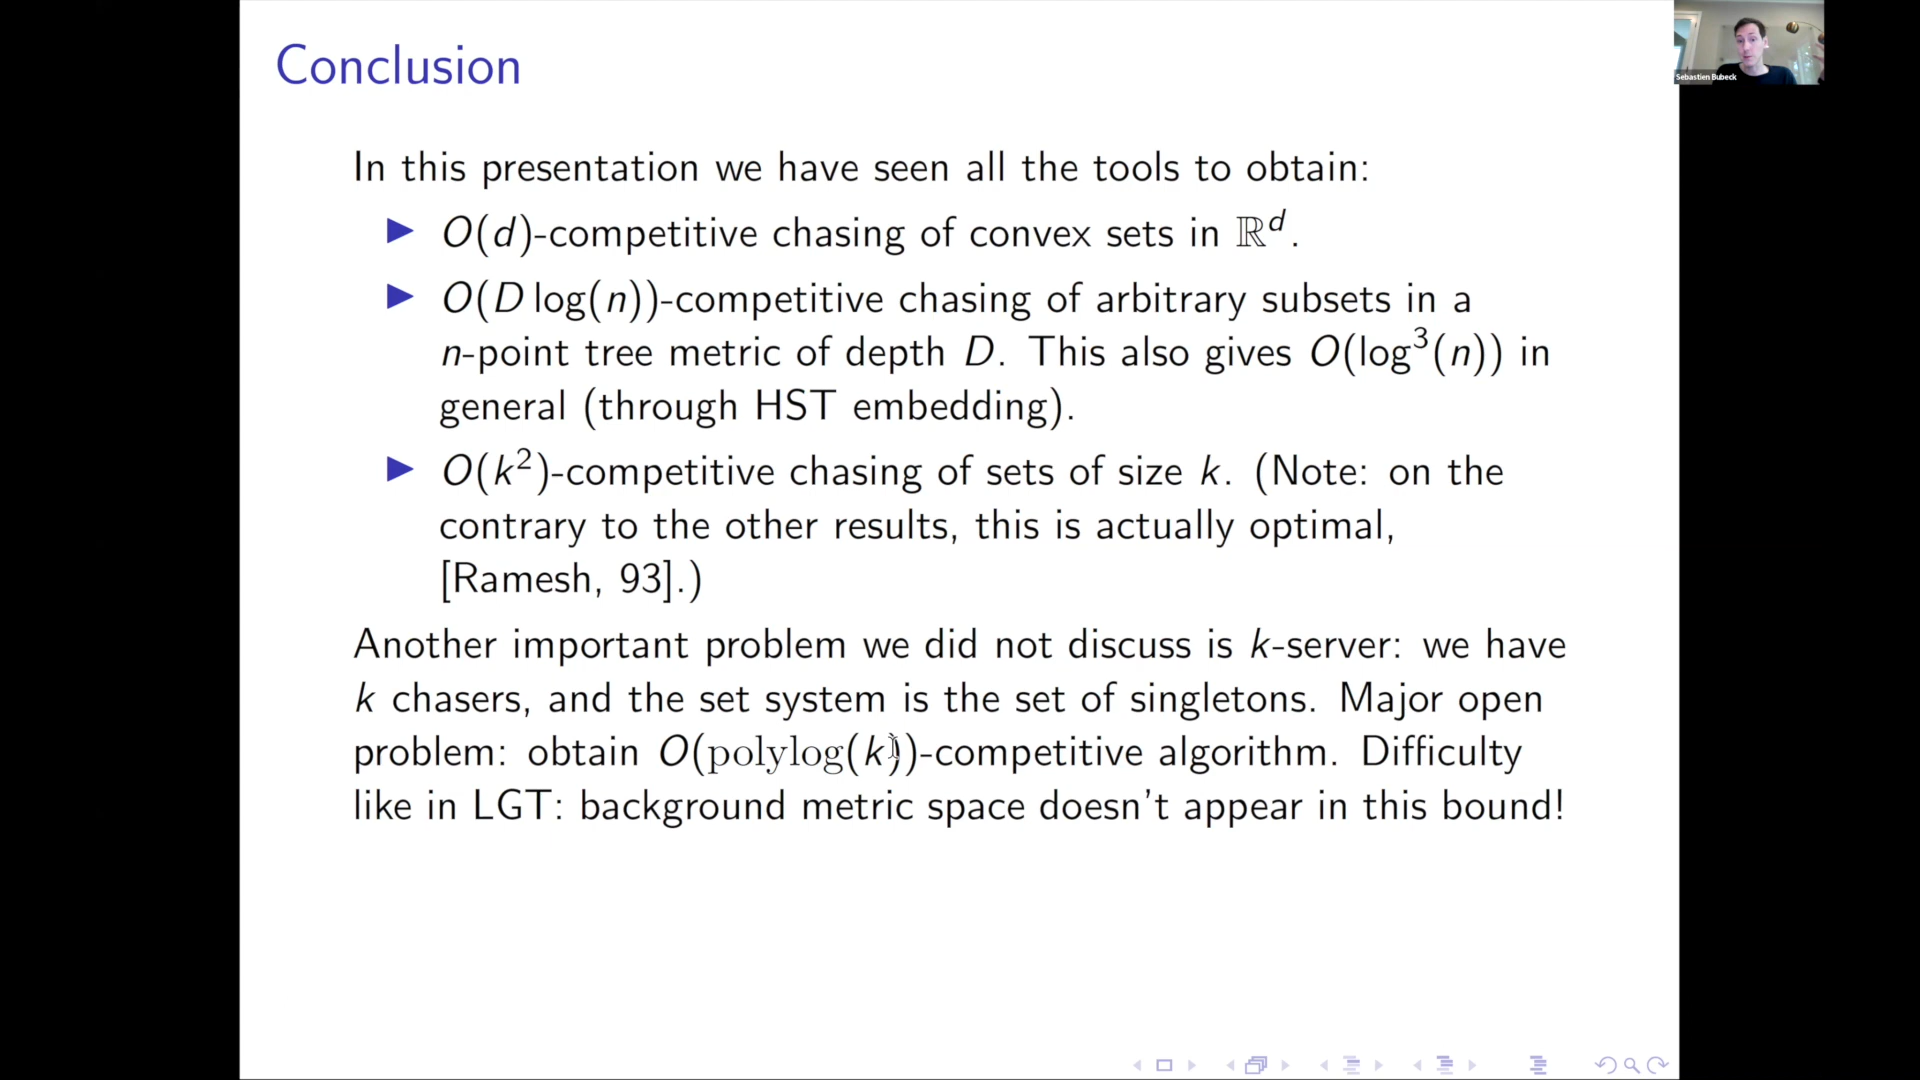 Conclusion
Sebastien Bubeck
In this presentation we have seen all the tools to obtain:
▶ O(d)-competitive chasing of convex sets in ℝᵈ.
▶ O(D log(n))-competitive chasing of arbitrary subsets in a
n-point tree metric of depth D. This also gives O(log³(n)) in
general (through HST embedding).
▶ O(k²)-competitive chasing of sets of size k. (Note: on the
contrary to the other results, this is actually optimal,
[Ramesh, 93].)
Another important problem we did not discuss is k-server: we have
k chasers, and the set system is the set of singletons. Major open
problem: obtain O(polylog(k))-competitive algorithm. Difficulty
like in LGT: background metric space doesn't appear in this bound!